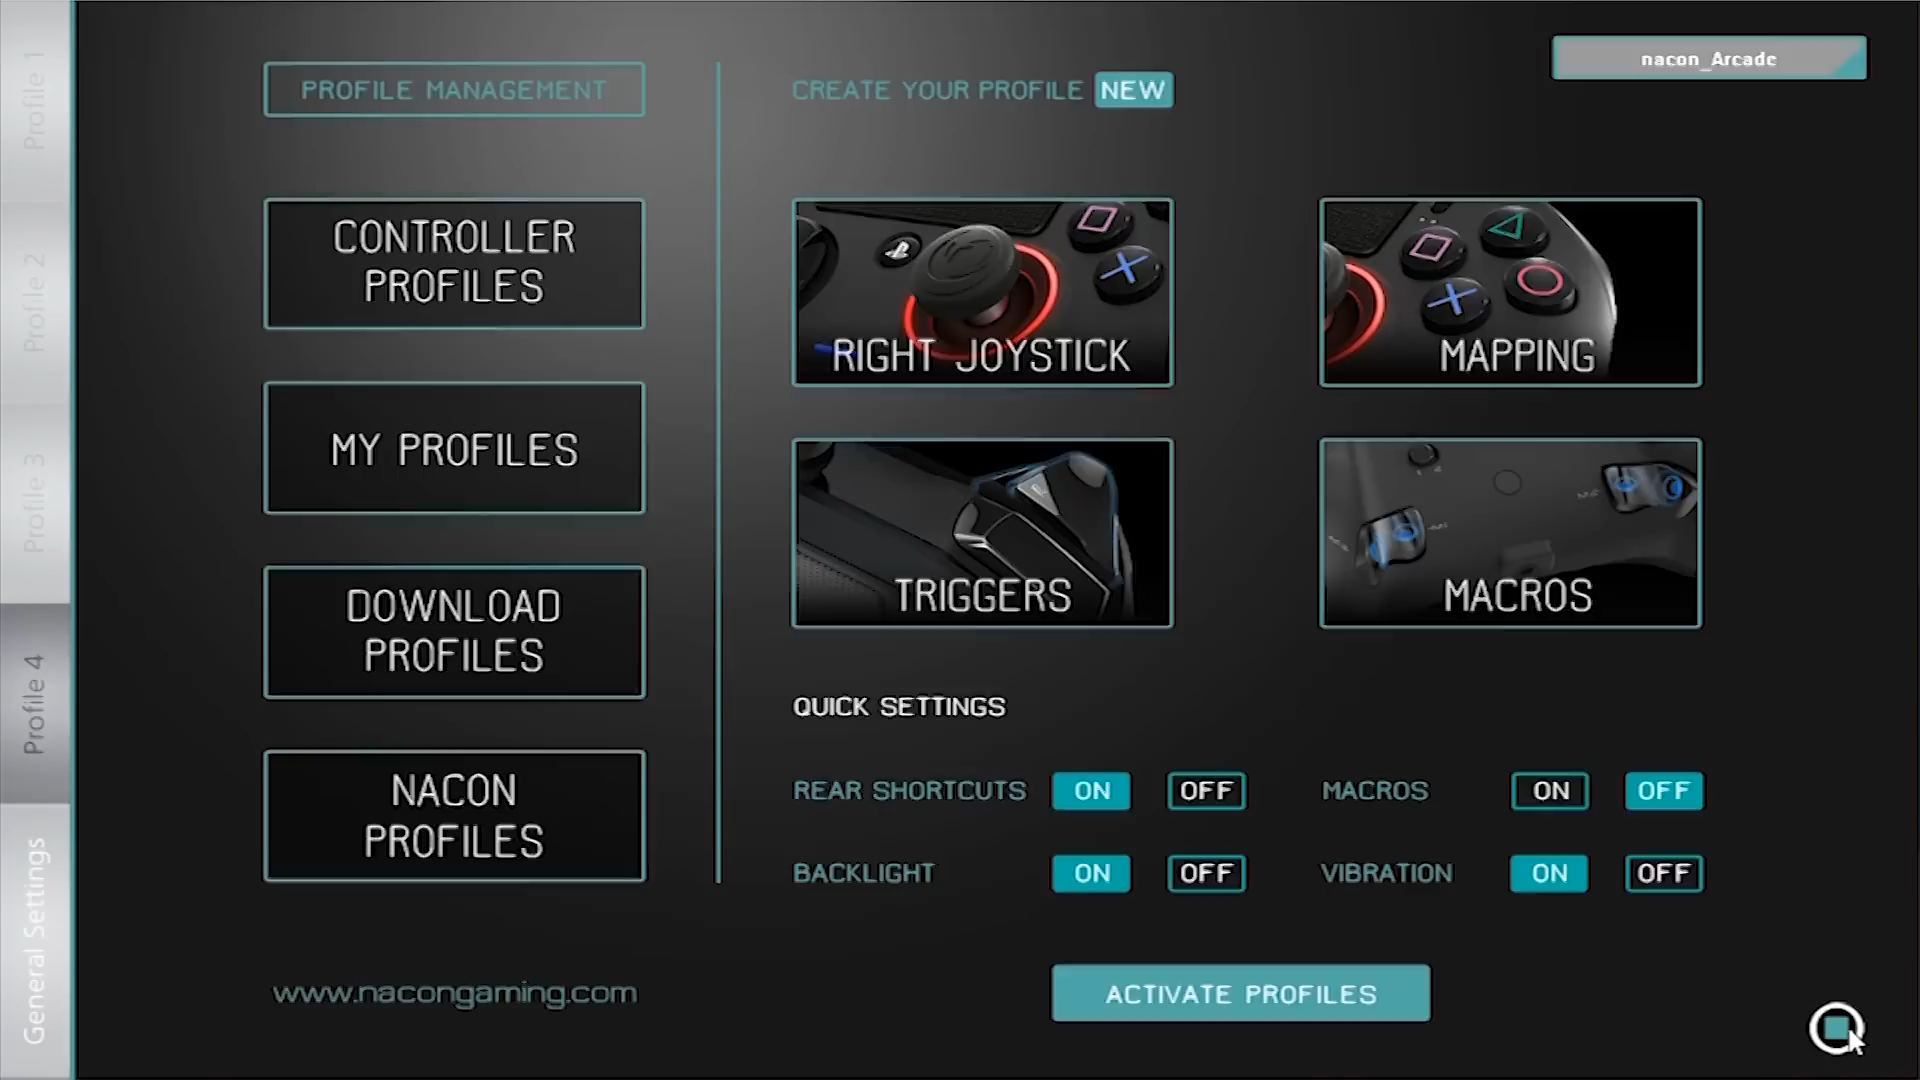 Profile 1
Profile 2
Profile 3
Profile 4
General Settings
PROFILE MANAGEMENT
CONTROLLER
PROFILES
MY PROFILES
DOWNLOAD
PROFILES
NACON
PROFILES
www.nacongaming.com
CREATE YOUR PROFILE NEW
nacon_Arcade
RIGHT JOYSTICK
MAPPING
TRIGGERS
MACROS
QUICK SETTINGS
REAR SHORTCUTS ON OFF
MACROS ON OFF
BACKLIGHT ON OFF
VIBRATION ON OFF
ACTIVATE PROFILES